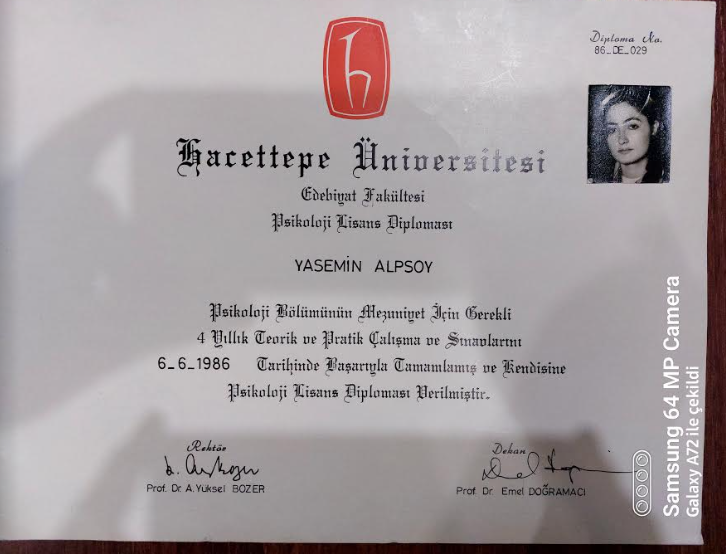 Diploma No.
86_DE_029
Hacettepe Üniversitesi
Edebiyat Fakültesi
Psikoloji Lisans Diploması
YASEMİN ALPSOY
Psikoloji Bölümünün Mezuniyet İçin Gerekli
4 Yıllık Teorik ve Pratik Çalışma ve Sınavlarını
6_6_1986 Tarihinde Başarıyla Tamamlamış ve Kendisine
Psikoloji Lisans Diploması Verilmiştir.
Rektör
Prof. Dr. A. Yüksel BOZER
Dekan
Prof. Dr. Emel DOĞRAMACI
Samsung 64 MP Camera
Galaxy A72 ile çekildi